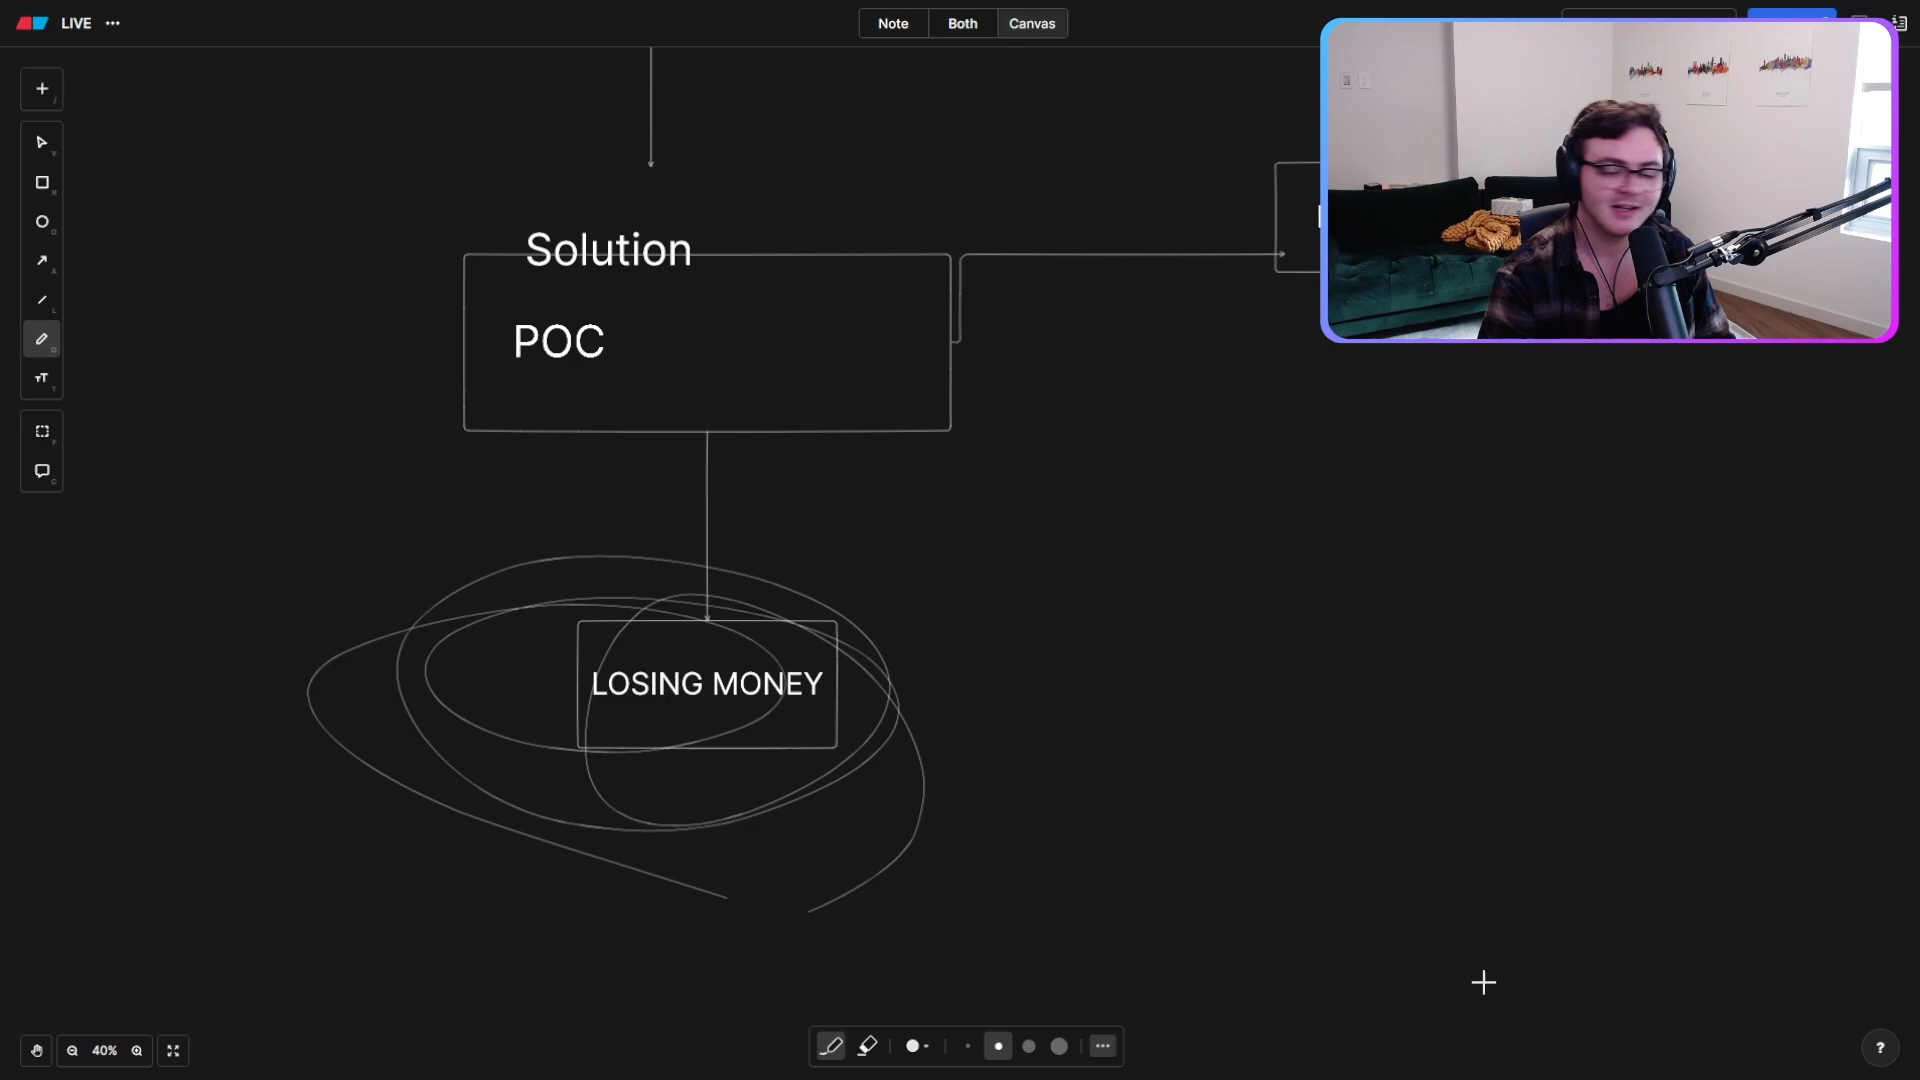 LIVE
Note
Both
Canvas
Solution
POC
LOSING MONEY
40%
?